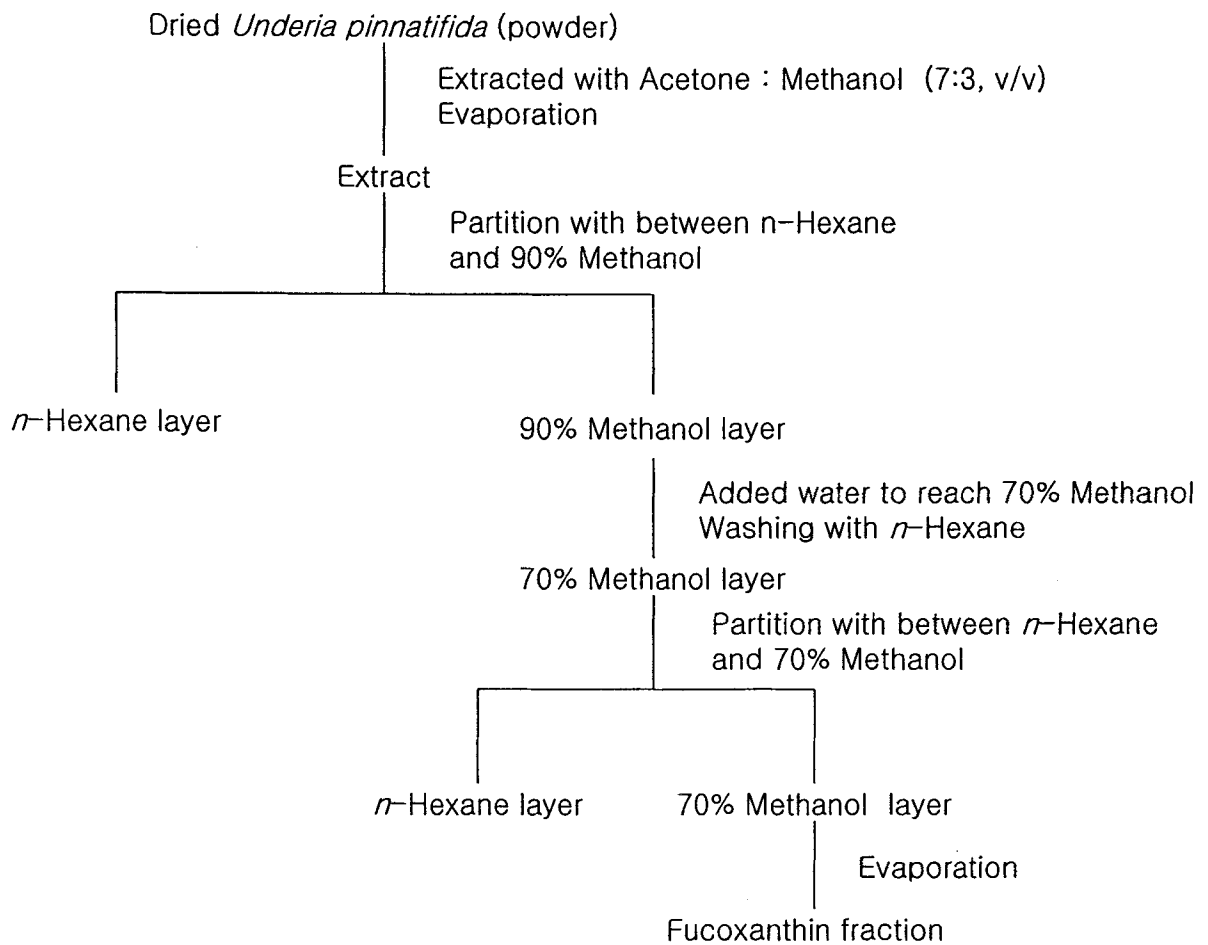 Dried Underia pinnatifida (powder)
Extracted with Acetone : Methanol (7:3, v/v)
Evaporation
Extract
Partition with between n-Hexane
and 90% Methanol
n-Hexane layer
90% Methanol layer
Added water to reach 70% Methanol
Washing with n-Hexane
70% Methanol layer
Partition with between n-Hexane
and 70% Methanol
n-Hexane layer
70% Methanol layer
Evaporation
Fucoxanthin fraction